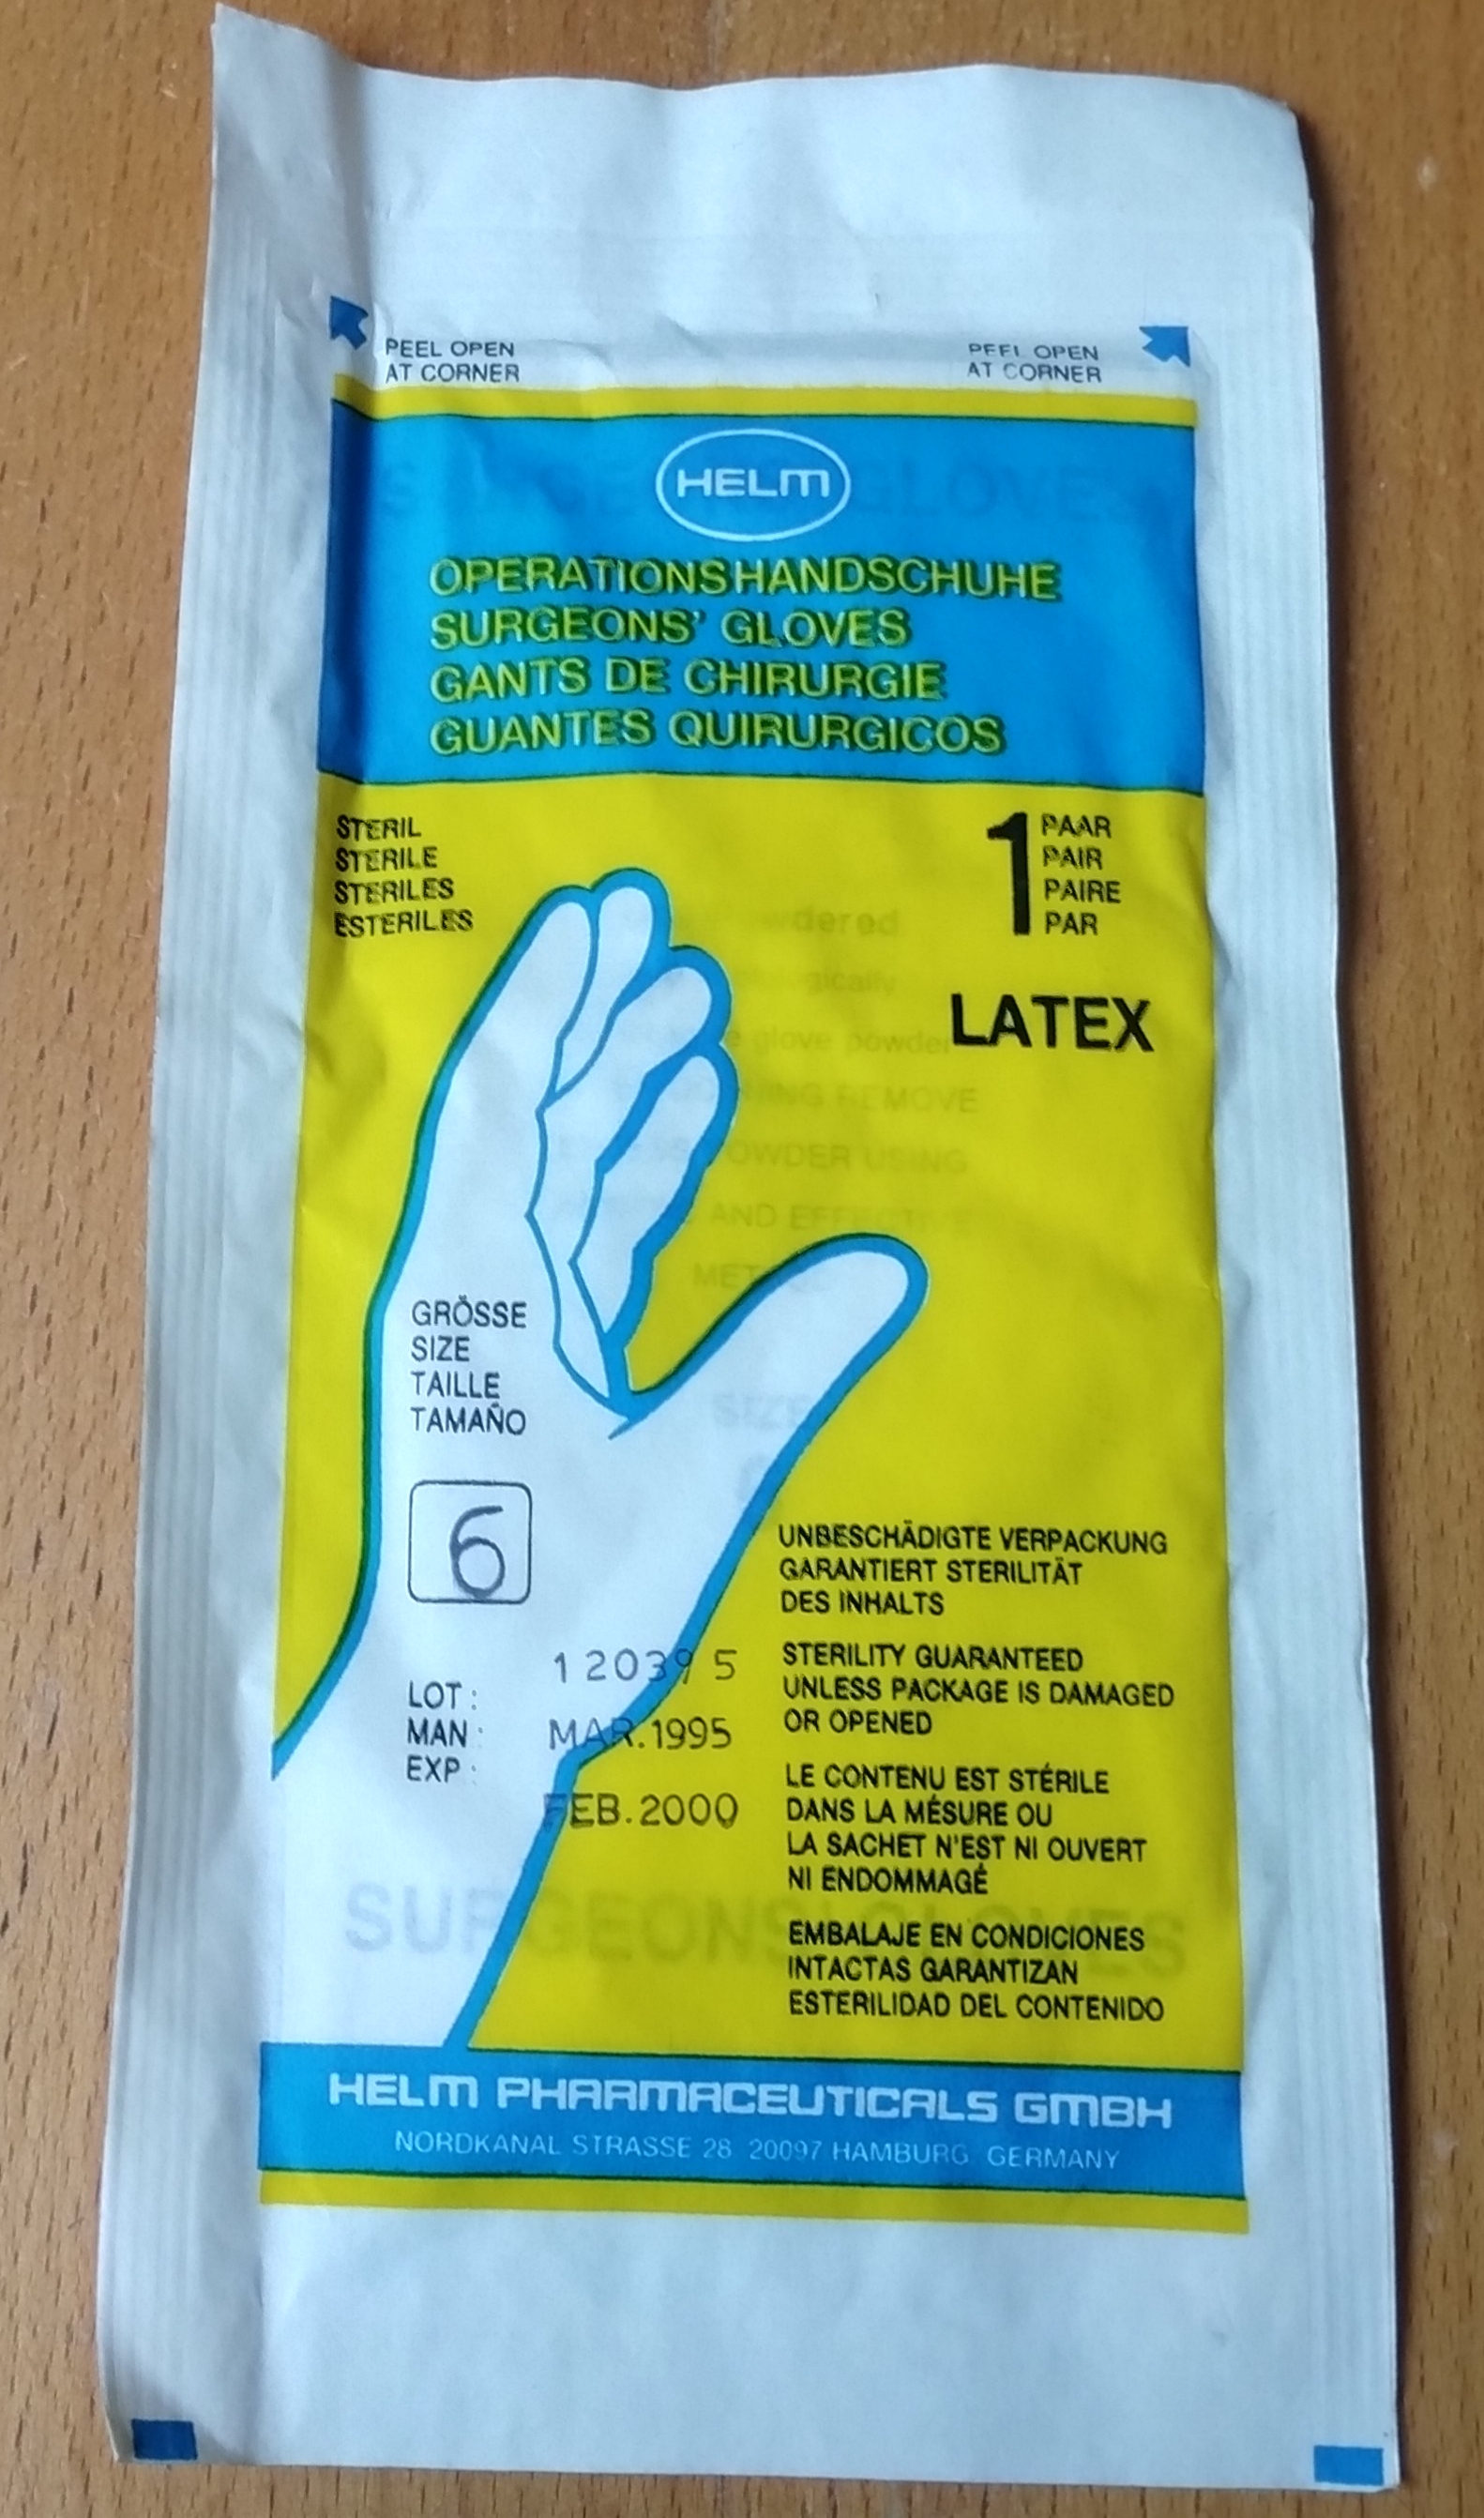 PEEL OPEN
AT CORNER
PEEL OPEN
AT CORNER
HELM
OPERATIONSHANDSCHUHE
SURGEONS' GLOVES
GANTS DE CHIRURGIE
GUANTES QUIRURGICOS
STERIL
STERILE
STERILES
ESTERILES
1 PAAR
PAIR
PAIRE
PAR
LATEX
GRÖSSE
SIZE
TAILLE
TAMAÑO
6
LOT: 120395
MAN: MAR.1995
EXP: FEB.2000
UNBESCHÄDIGTE VERPACKUNG
GARANTIERT STERILITÄT
DES INHALTS
STERILITY GUARANTEED
UNLESS PACKAGE IS DAMAGED
OR OPENED
LE CONTENU EST STÉRILE
DANS LA MÉSURE OU
LA SACHET N'EST NI OUVERT
NI ENDOMMAGÉ
EMBALAJE EN CONDICIONES
INTACTAS GARANTIZAN
ESTERILIDAD DEL CONTENIDO
SURGEONS' GLOVES
HELM PHARMACEUTICALS GMBH
NORDKANAL STRASSE 28 20097 HAMBURG GERMANY